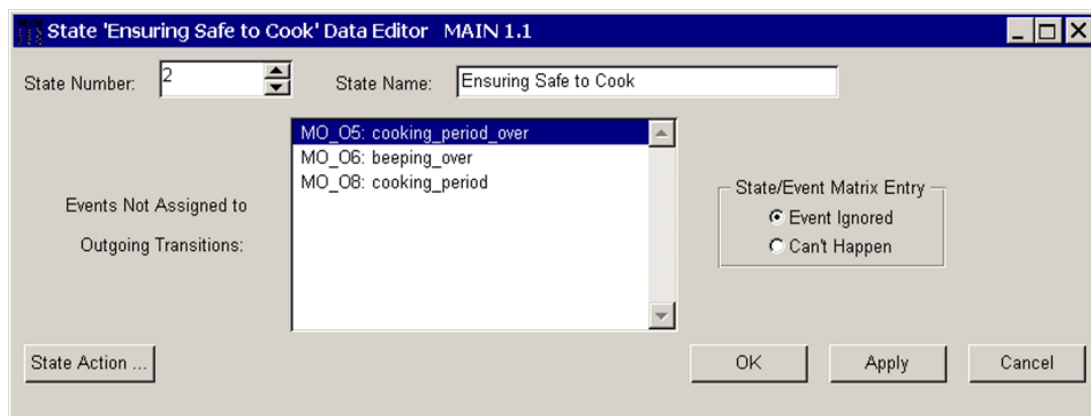 State 'Ensuring Safe to Cook' Data Editor MAIN 1.1
State Number: 2 State Name: Ensuring Safe to Cook
MO_O5: cooking_period_over
MO_O6: beeping_over
MO_O8: cooking_period
Events Not Assigned to
Outgoing Transitions:
State/Event Matrix Entry
Event Ignored
Can't Happen
State Action ... OK Apply Cancel